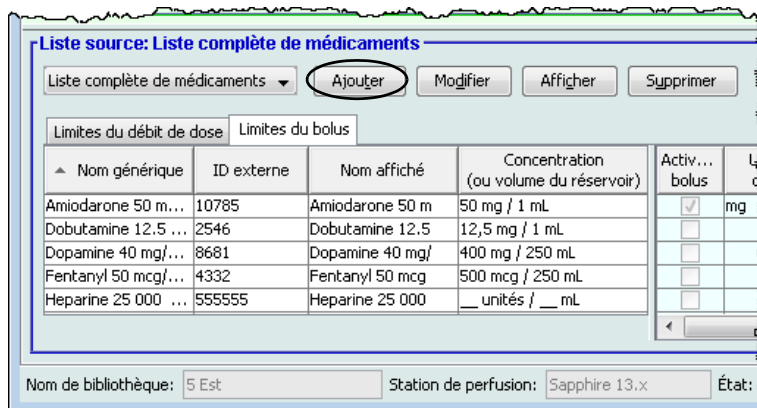 Liste source: Liste complète de médicaments
Liste complète de médicaments Ajouter Modifier Afficher Supprimer
Limites du débit de dose Limites du bolus
Nom générique ID externe Nom affiché Concentration (ou volume du réservoir) Activ... bolus
Amiodarone 50 m... 10785 Amiodarone 50 m 50 mg / 1 mL mg
Dobutamine 12.5 ... 2546 Dobutamine 12.5 12,5 mg / 1 mL
Dopamine 40 mg/... 8681 Dopamine 40 mg/ 400 mg / 250 mL
Fentanyl 50 mcg/... 4332 Fentanyl 50 mcg 500 mcg / 250 mL
Heparine 25 000 ... 555555 Heparine 25 000 __ unités / __ mL
Nom de bibliothèque: 5 Est Station de perfusion: Sapphire 13.x État: